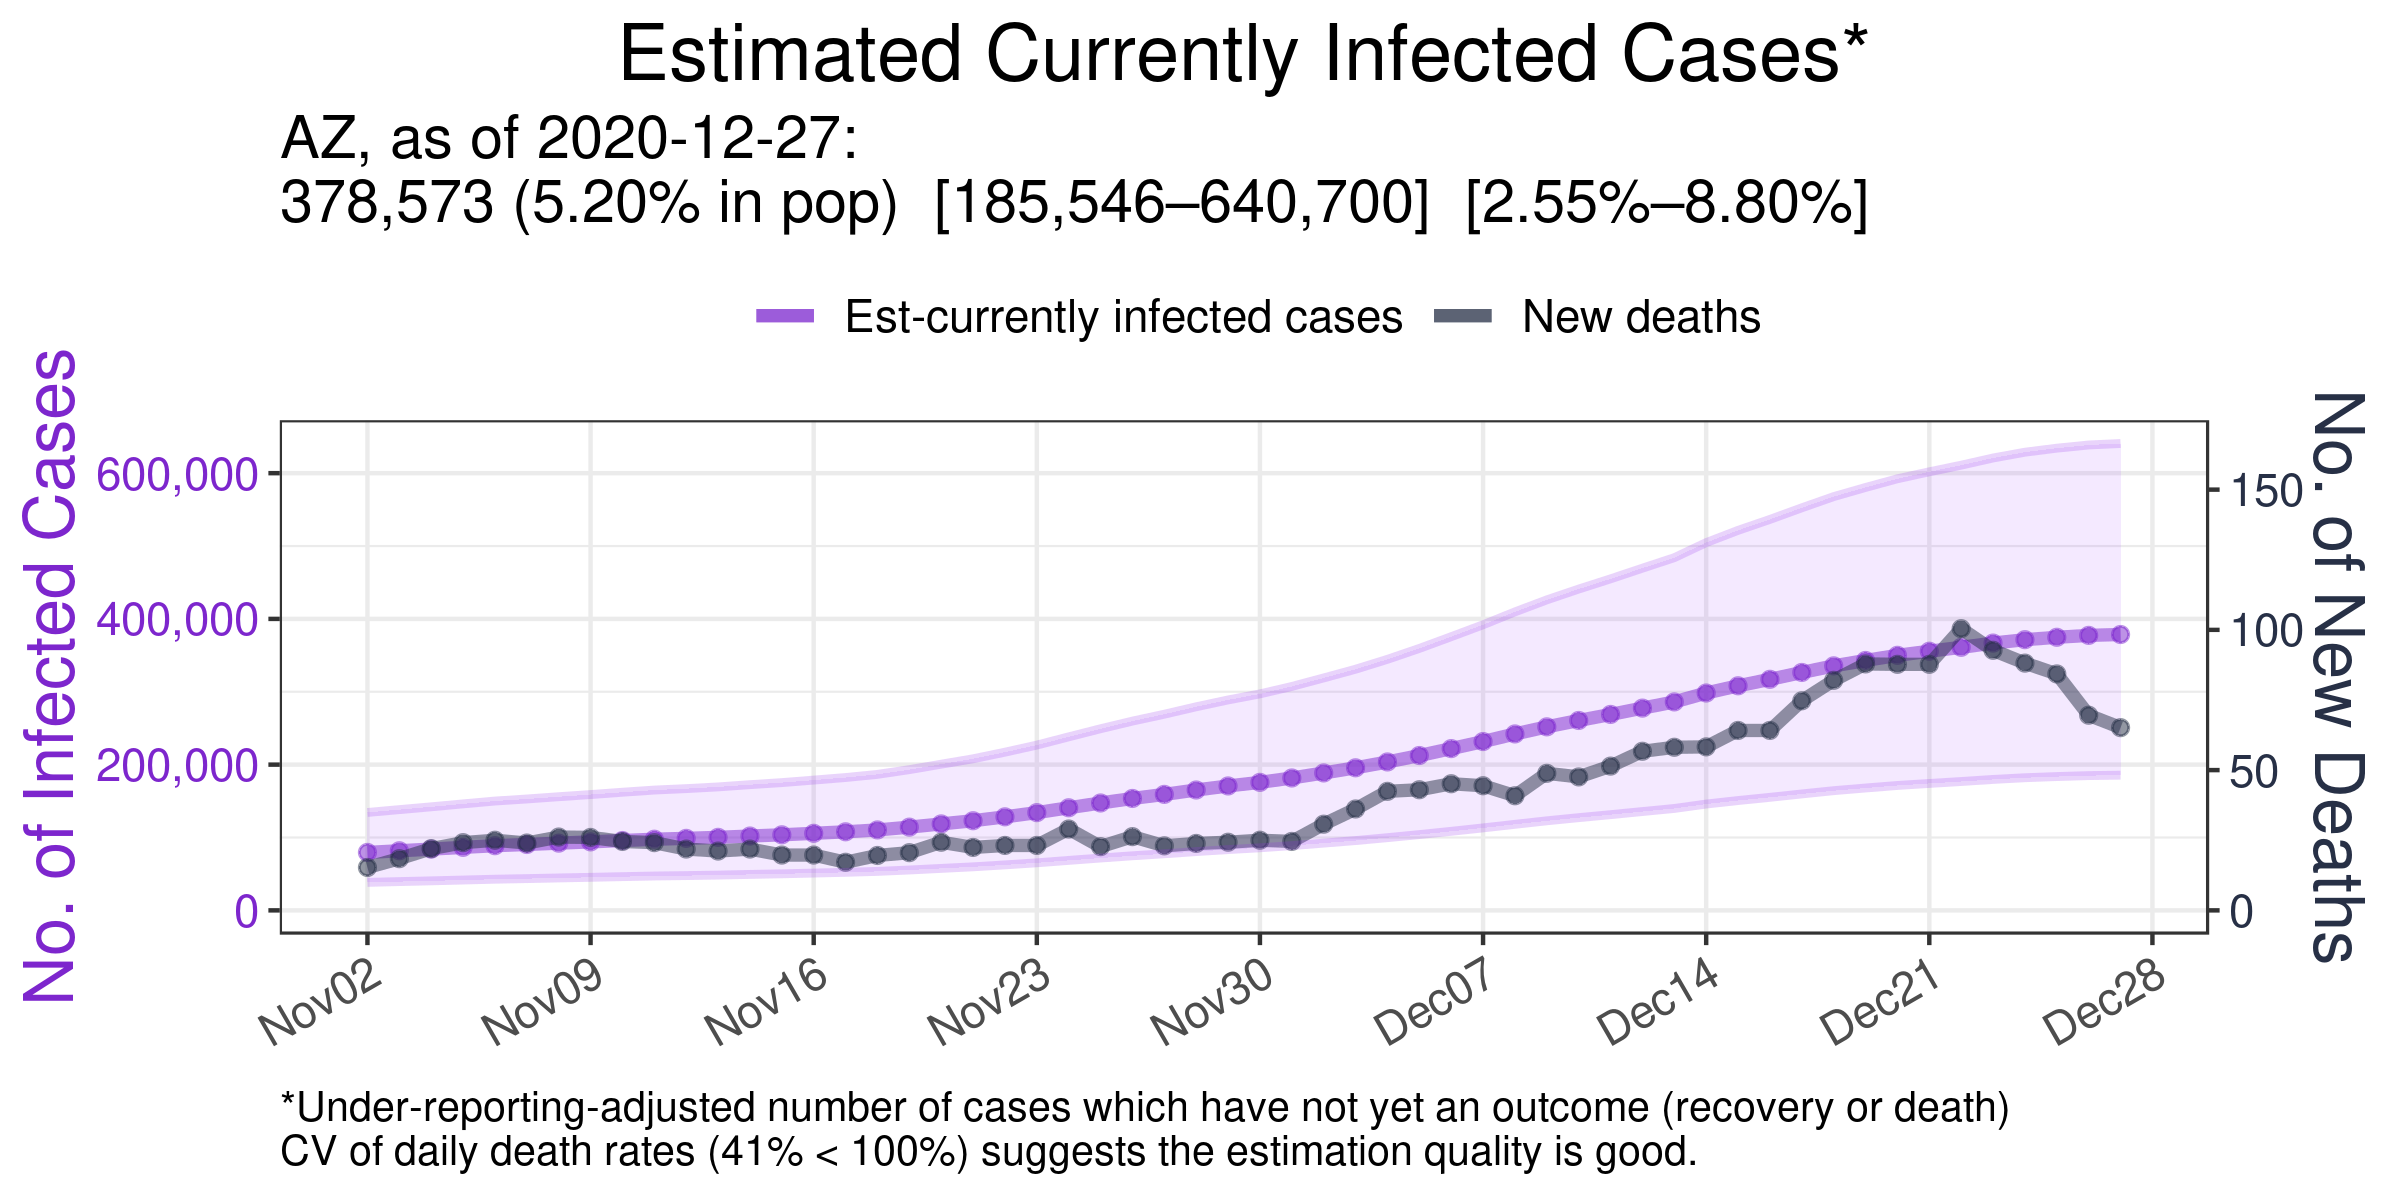 Estimated Currently Infected Cases*
AZ, as of 2020-12-27:
378,573 (5.20% in pop)  [185,546–640,700]  [2.55%–8.80%]
Est-currently infected cases
New deaths
No. of Infected Cases
600,000
400,000
200,000
0
150
100
50
0
No. of New Deaths
Nov02
Nov09
Nov16
Nov23
Nov30
Dec07
Dec14
Dec21
Dec28
*Under-reporting-adjusted number of cases which have not yet an outcome (recovery or death)
CV of daily death rates (41% < 100%) suggests the estimation quality is good.